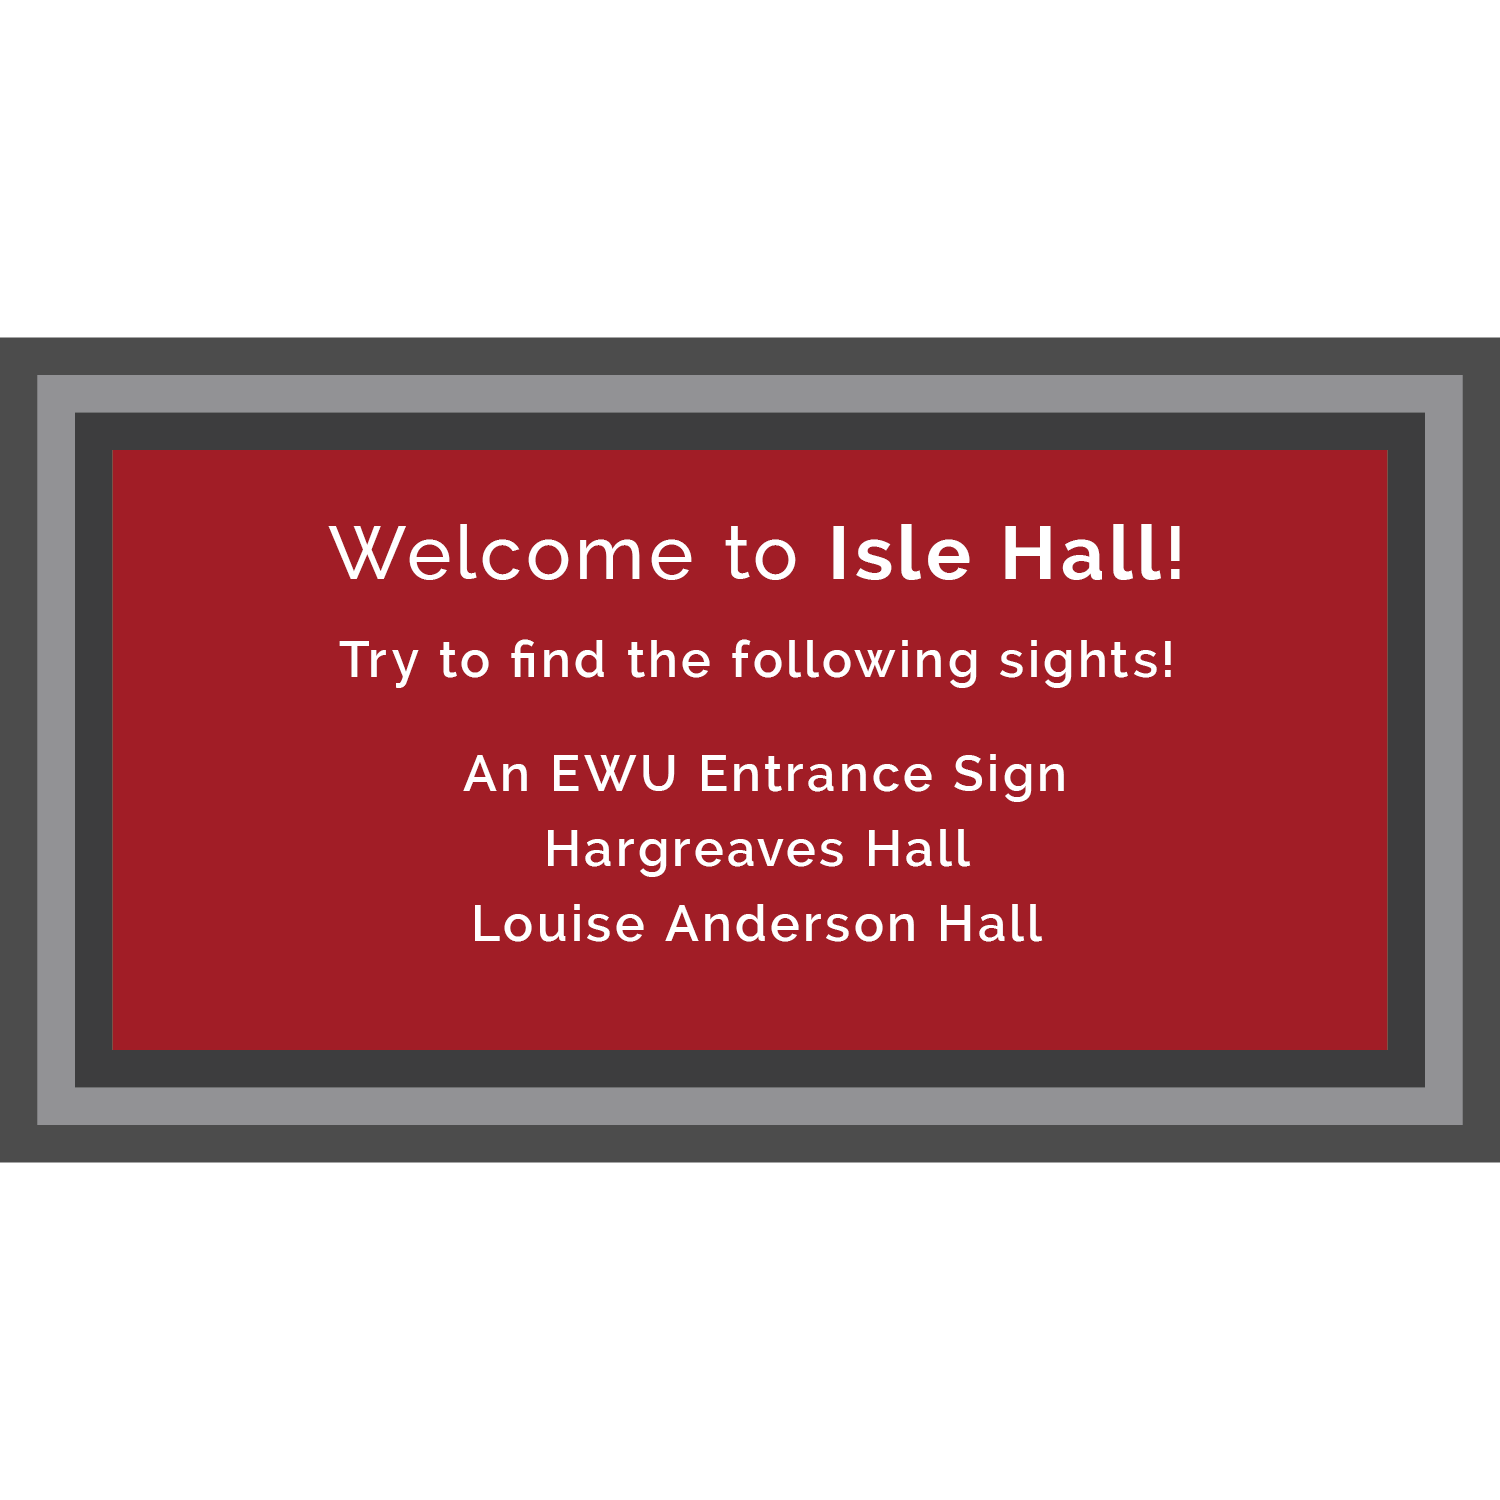 Welcome to Isle Hall!
Try to find the following sights!
An EWU Entrance Sign
Hargreaves Hall
Louise Anderson Hall